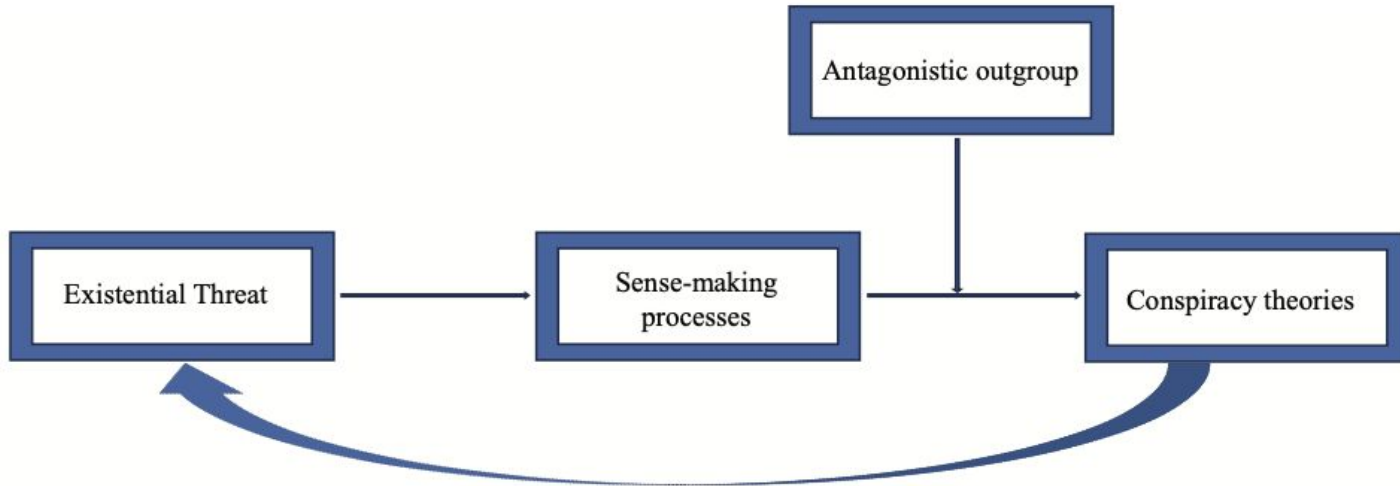 Antagonistic outgroup
Existential Threat
Sense-making
processes
Conspiracy theories